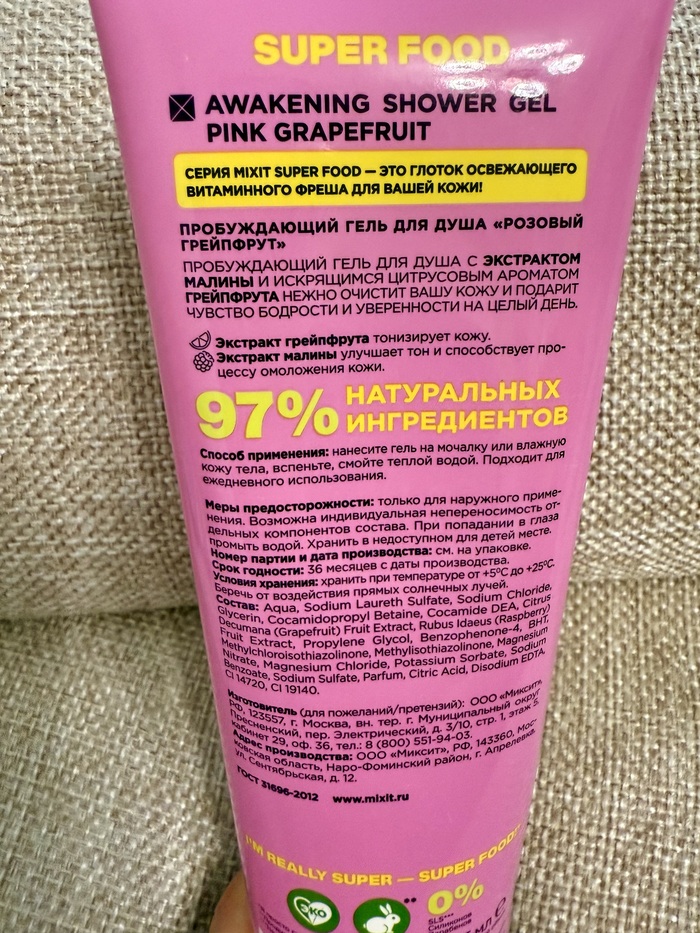 SUPER FOOD
AWAKENING SHOWER GEL
PINK GRAPEFRUIT
СЕРИЯ MIXIT SUPER FOOD — ЭТО ГЛОТОК ОСВЕЖАЮЩЕГО
ВИТАМИННОГО ФРЕША ДЛЯ ВАШЕЙ КОЖИ!
ПРОБУЖДАЮЩИЙ ГЕЛЬ ДЛЯ ДУША «РОЗОВЫЙ
ГРЕЙПФРУТ»
ПРОБУЖДАЮЩИЙ ГЕЛЬ ДЛЯ ДУША С ЭКСТРАКТОМ
МАЛИНЫ И ИСКРЯЩИМСЯ ЦИТРУСОВЫМ АРОМАТОМ
ГРЕЙПФРУТА НЕЖНО ОЧИСТИТ ВАШУ КОЖУ И ПОДАРИТ
ЧУВСТВО БОДРОСТИ И УВЕРЕННОСТИ НА ЦЕЛЫЙ ДЕНЬ.
Экстракт грейпфрута тонизирует кожу.
Экстракт малины улучшает тон и способствует про-
цессу омоложения кожи.
97% НАТУРАЛЬНЫХ
ИНГРЕДИЕНТОВ
Способ применения: нанесите гель на мочалку или влажную
кожу тела, вспеньте, смойте теплой водой. Подходит для
ежедневного использования.
Меры предосторожности: только для наружного приме-
нения. Возможна индивидуальная непереносимость от-
дельных компонентов состава. При попадании в глаза
промыть водой. Хранить в недоступном для детей месте.
Номер партии и дата производства: см. на упаковке.
Срок годности: 36 месяцев с даты производства.
Условия хранения: хранить при температуре от +5°C до +25°C.
Беречь от воздействия прямых солнечных лучей.
Состав: Aqua, Sodium Laureth Sulfate, Sodium Chloride,
Glycerin, Cocamidopropyl Betaine, Cocamide DEA, Citrus
Decumana (Grapefruit) Fruit Extract, Rubus Idaeus (Raspberry)
Fruit Extract, Propylene Glycol, Benzophenone-4, BHT,
Methylchloroisothiazolinone, Methylisothiazolinone, Magnesium
Nitrate, Magnesium Chloride, Potassium Sorbate, Sodium
Benzoate, Sodium Sulfate, Parfum, Citric Acid, Disodium EDTA,
CI 14720, CI 19140.
Изготовитель (для пожеланий/претензий): ООО «Миксит»,
РФ, 123557, г. Москва, вн. тер. г. Муниципальный округ
Пресненский, пер. Электрический, д. 3/10, стр. 1, этаж 5,
кабинет 29, оф. 36, тел.: 8 (800) 551-94-03.
Адрес производства: ООО «Миксит», РФ, 143360, Мос-
ковская область, Наро-Фоминский район, г. Апрелевка,
ул. Сентябрьская, д. 12.
ГОСТ 31696-2012 www.mixit.ru
I'M REALLY SUPER — SUPER FOOD!
ЭКО
**
0%
SLS***
Силиконов
мл e